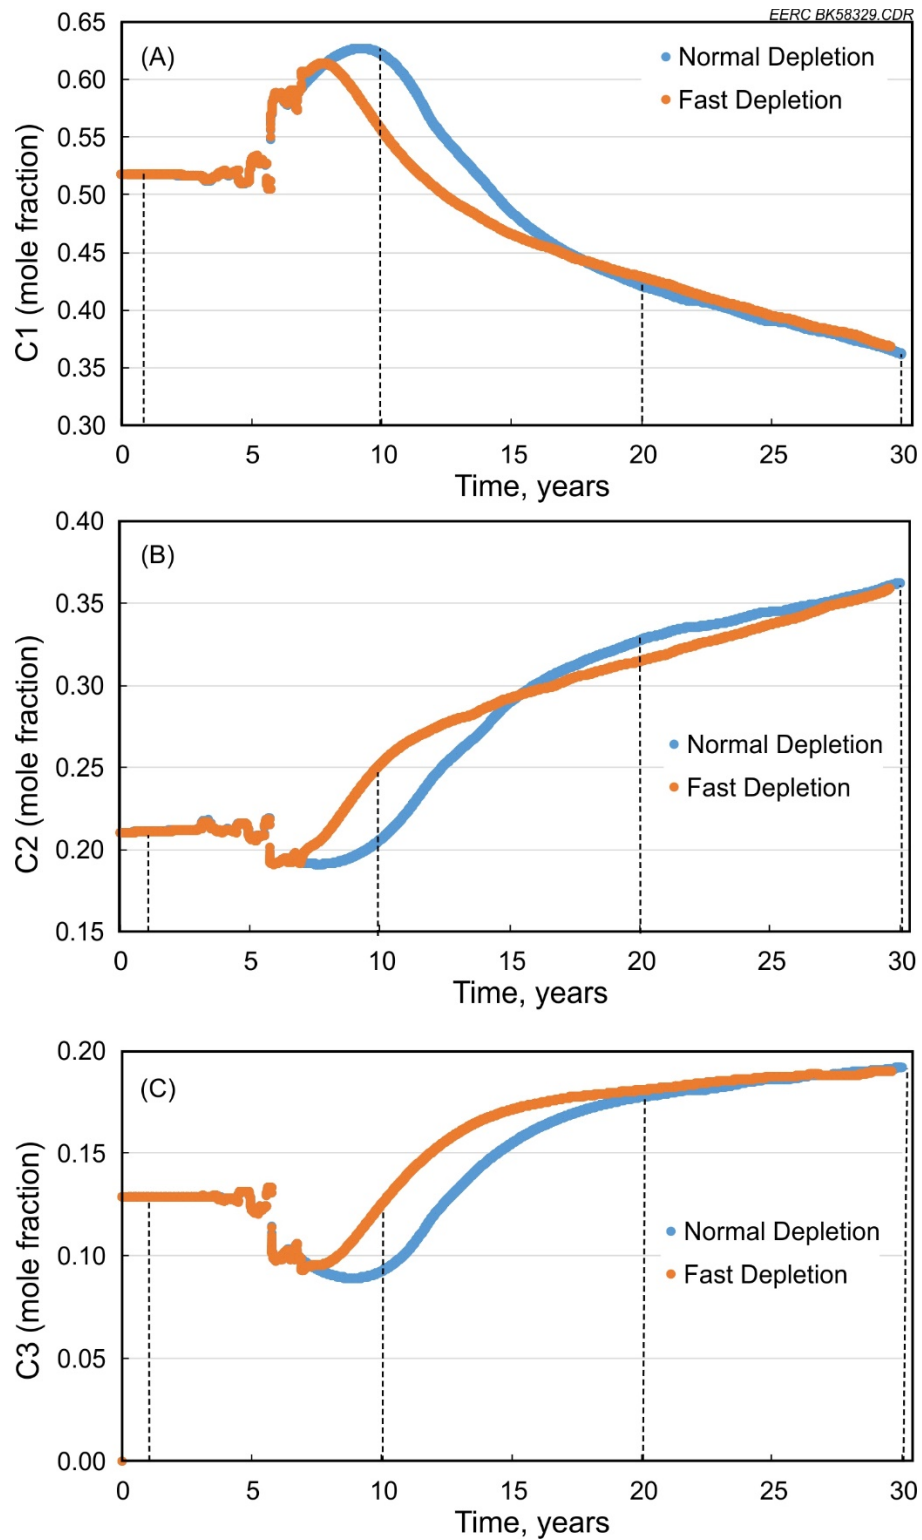 EERC BK58329.CDR
(A)
Normal Depletion
Fast Depletion
C1 (mole fraction)
0.65
0.60
0.55
0.50
0.45
0.40
0.35
0.30
0 5 10 15 20 25 30
Time, years
(B)
Normal Depletion
Fast Depletion
C2 (mole fraction)
0.40
0.35
0.30
0.25
0.20
0.15
0 5 10 15 20 25 30
Time, years
(C)
Normal Depletion
Fast Depletion
C3 (mole fraction)
0.20
0.15
0.10
0.05
0.00
0 5 10 15 20 25 30
Time, years